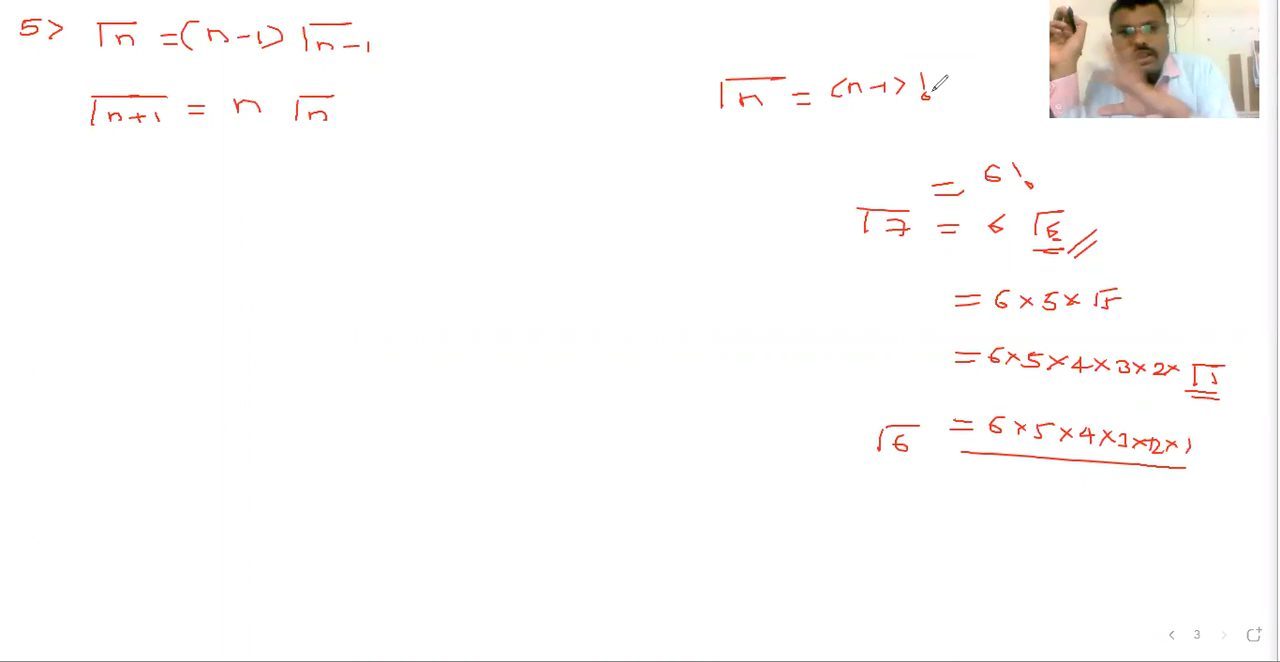 5> Γn = (n-1) Γn-1
Γn+1 = n Γn
Γn = (n-1)!
= 6!
Γ7 = 6 Γ6 //
= 6 × 5 × Γ5
= 6×5×4×3×2× Γ1
Γ6 = 6×5×4×3×2×1
< 3 >